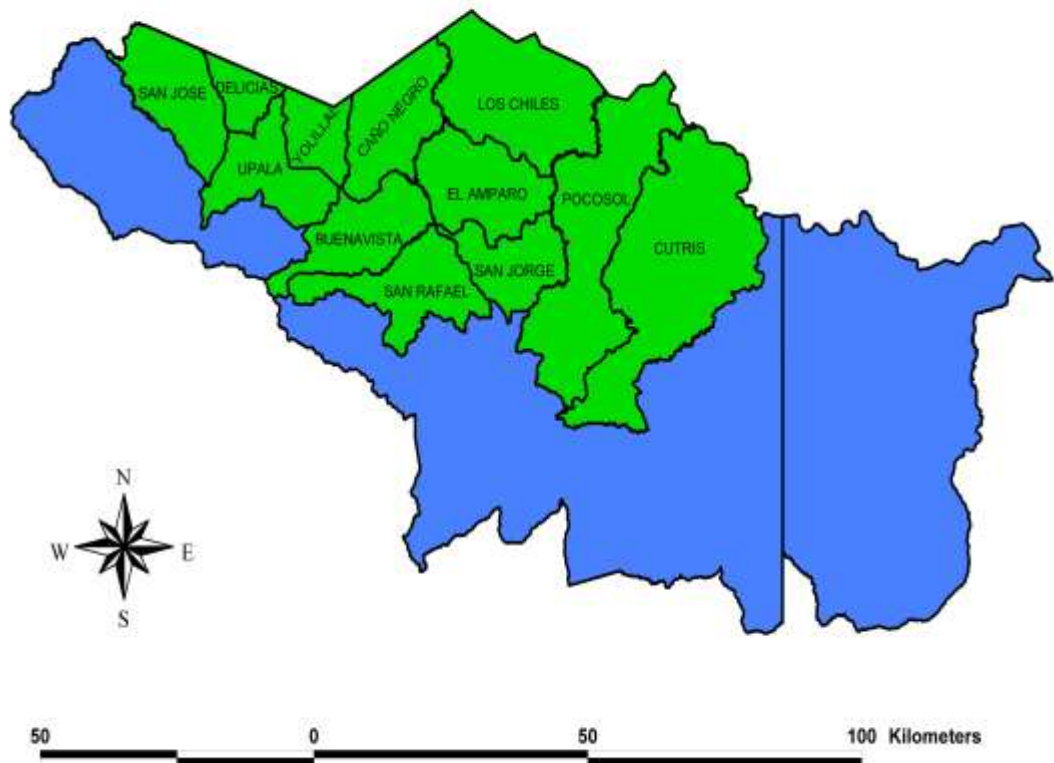 SAN JOSE
DELICIAS
YOLILLAL
CAÑO NEGRO
LOS CHILES
UPALA
EL AMPARO
POCOSOL
BUENAVISTA
CUTRIS
SAN JORGE
SAN RAFAEL
N
W E
S
50 0 50 100 Kilometers